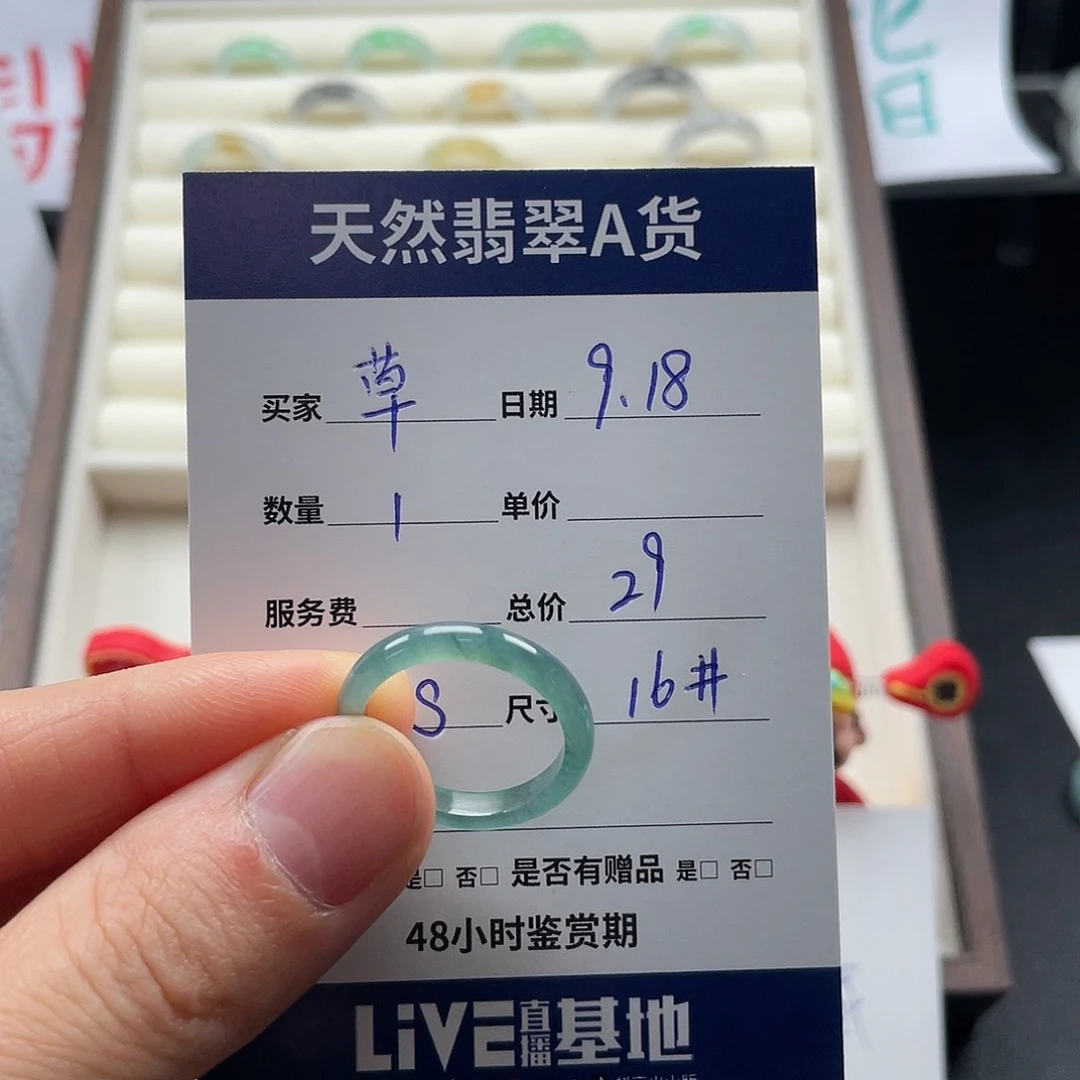 天然翡翠A货
买家 草 日期 9.18
数量 1 单价
服务费 总价 29
S 尺寸 16#
是□ 否□ 是否有赠品 是□ 否□
48小时鉴赏期
LiVE直播基地